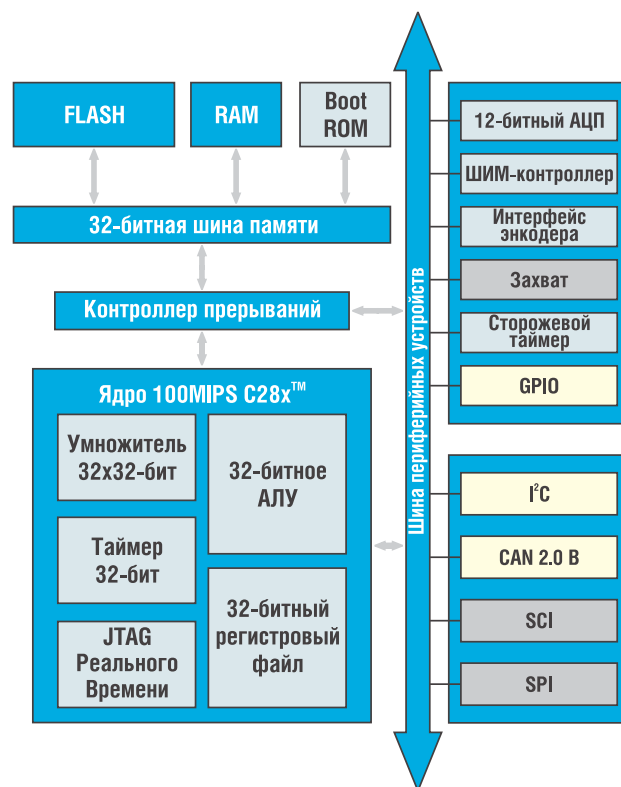 FLASH
RAM
Boot
ROM
32-битная шина памяти
Контроллер прерываний
Ядро 100MIPS C28x™
Умножитель
32x32-бит
32-битное
АЛУ
Таймер
32-бит
32-битный
регистровый
файл
JTAG
Реального
Времени
Шина периферийных устройств
12-битный АЦП
ШИМ-контроллер
Интерфейс
энкодера
Захват
Сторожевой
таймер
GPIO
I²C
CAN 2.0 B
SCI
SPI